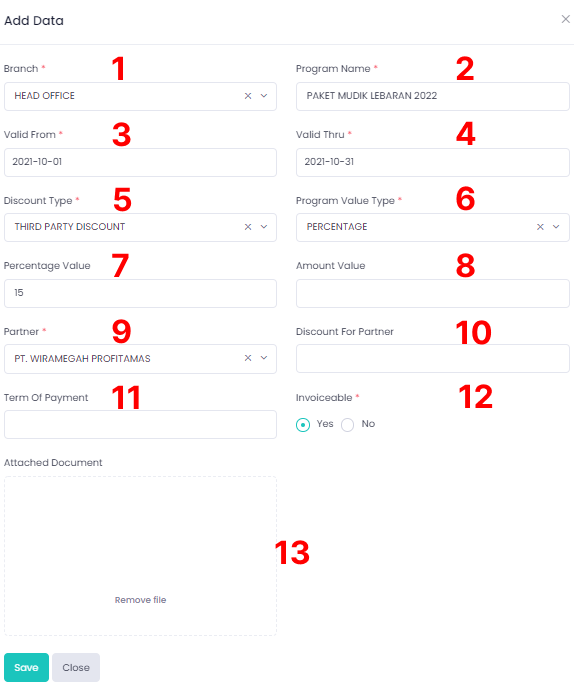 Add Data
Branch * 1
HEAD OFFICE
Program Name * 2
PAKET MUDIK LEBARAN 2022
Valid From * 3
2021-10-01
Valid Thru * 4
2021-10-31
Discount Type * 5
THIRD PARTY DISCOUNT
Program Value Type * 6
PERCENTAGE
Percentage Value 7
15
Amount Value 8
Partner * 9
PT. WIRAMEGAH PROFITAMAS
Discount For Partner 10
Term Of Payment 11
Invoiceable * 12
Yes No
Attached Document
13
Remove file
Save Close